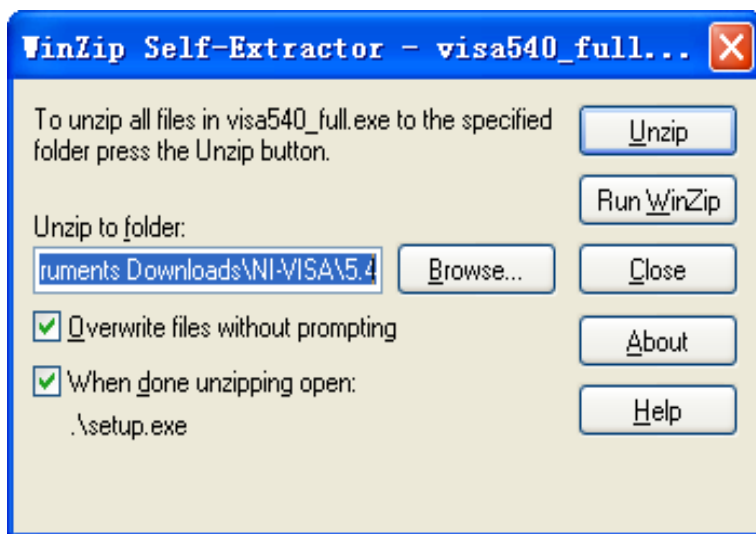 WinZip Self-Extractor - visa540_full...
To unzip all files in visa540_full.exe to the specified
folder press the Unzip button.
Unzip to folder:
ruments Downloads\NI-VISA\5.4
Browse...
Overwrite files without prompting
When done unzipping open:
.\setup.exe
Unzip
Run WinZip
Close
About
Help